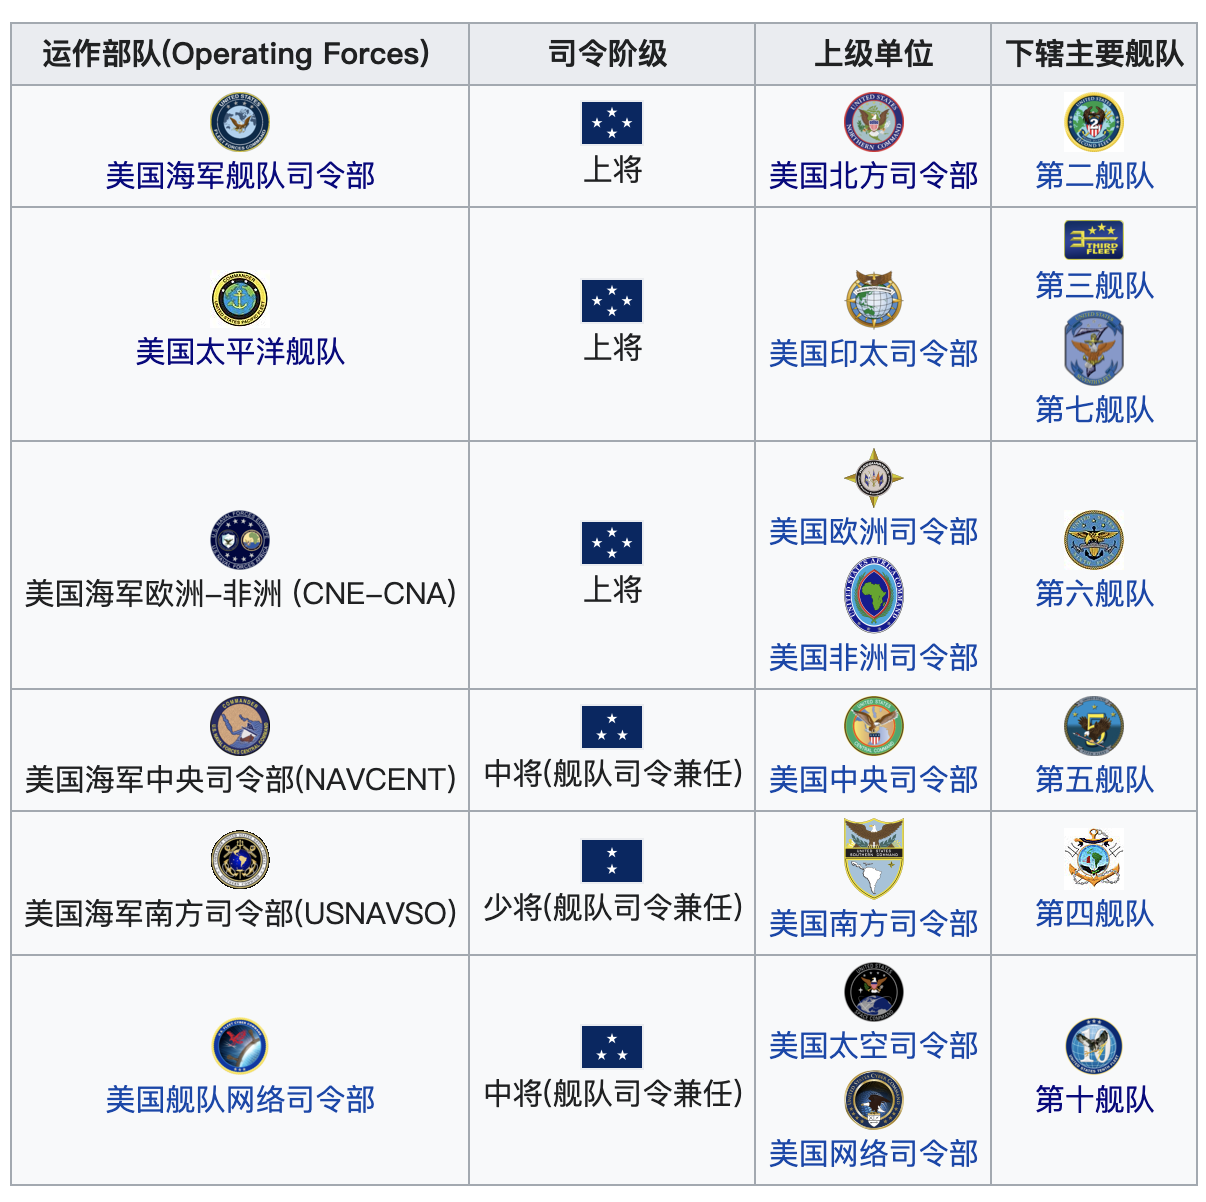 运作部队(Operating Forces)
司令阶级
上级单位
下辖主要舰队
美国海军舰队司令部
上将
美国北方司令部
第二舰队
美国太平洋舰队
上将
美国印太司令部
THIRD
FLEET
第三舰队
第七舰队
美国海军欧洲-非洲 (CNE-CNA)
上将
美国欧洲司令部
美国非洲司令部
第六舰队
美国海军中央司令部(NAVCENT)
中将(舰队司令兼任)
美国中央司令部
第五舰队
美国海军南方司令部(USNAVSO)
少将(舰队司令兼任)
UNITED STATES
SOUTHERN COMMAND
美国南方司令部
第四舰队
美国舰队网络司令部
中将(舰队司令兼任)
美国太空司令部
美国网络司令部
第十舰队